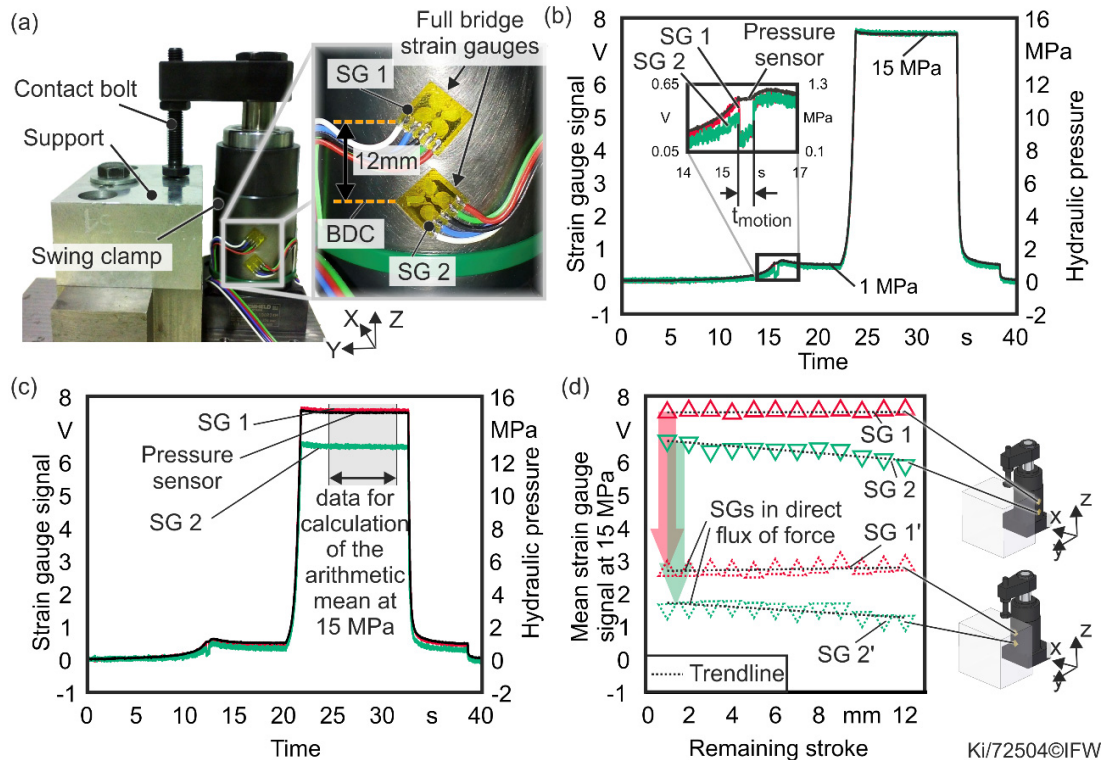 (a)
Contact bolt
Support
Swing clamp
Full bridge
strain gauges
SG 1
12mm
BDC
SG 2
X
Y
Z
(b)
8
V
6
5
4
3
2
1
0
-1
Strain gauge signal
16
MPa
12
10
8
6
4
2
0
-2
Hydraulic pressure
SG 1
SG 2
Pressure
sensor
0.65
V
0.05
1.3
MPa
0.1
14
15
s
17
tmotion
15 MPa
1 MPa
0
5
10
15
20
25
30
s
40
Time
(c)
8
V
6
5
4
3
2
1
0
-1
Strain gauge signal
16
MPa
12
10
8
6
4
2
0
-2
Hydraulic pressure
SG 1
Pressure
sensor
SG 2
data for
calculation
of the
arithmetic
mean at
15 MPa
0
5
10
15
20
25
30
s
40
Time
(d)
8
V
6
5
4
3
2
1
0
-1
Mean strain gauge
signal at 15 MPa
SG 1
SG 2
SGs in direct
flux of force
SG 1'
SG 2'
Trendline
0
2
4
6
8
mm
12
Remaining stroke
Z
X
y
Z
X
y
Ki/72504©IFW